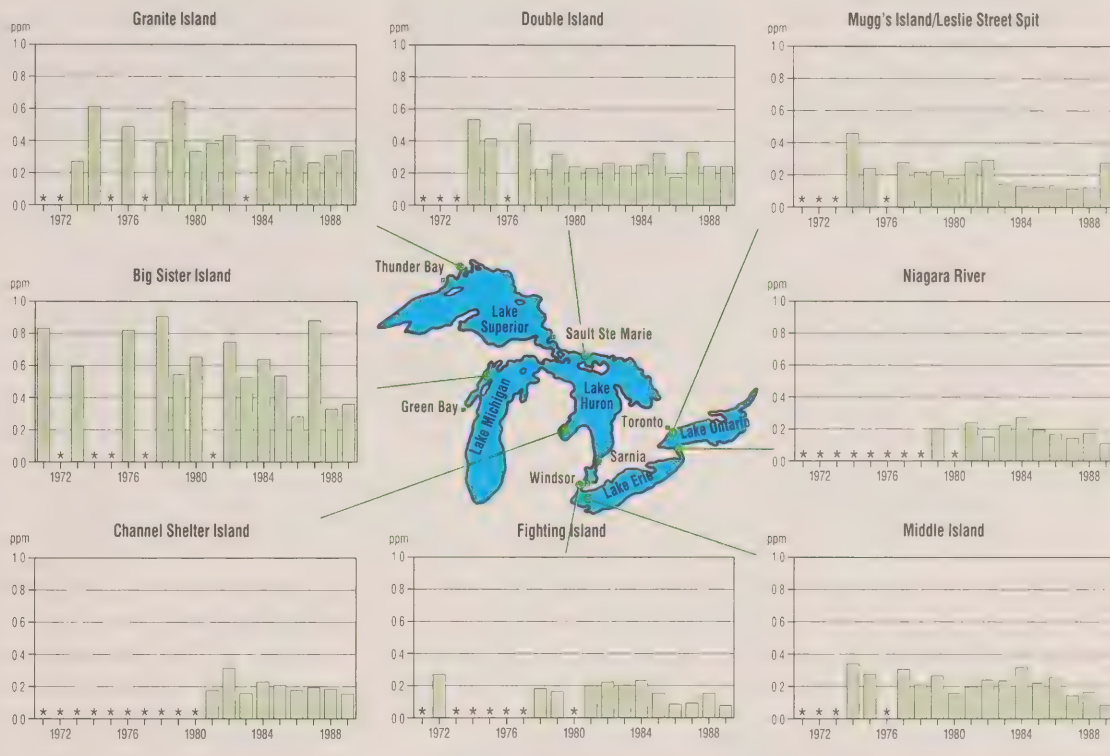 Granite Island
ppm
1.0
0.8
0.6
0.4
0.2
0.0
* * * * *
1972 1976 1980 1984 1988
Double Island
ppm
1.0
0.8
0.6
0.4
0.2
0.0
* * * *
1972 1976 1980 1984 1988
Mugg's Island/Leslie Street Spit
ppm
1.0
0.8
0.6
0.4
0.2
0.0
* * * *
1972 1976 1980 1984 1988
Big Sister Island
ppm
1.0
0.8
0.6
0.4
0.2
0.0
* * * * *
1972 1976 1980 1984 1988
Thunder Bay
Lake
Superior
Sault Ste Marie
Lake Michigan
Lake
Huron
Green Bay
Toronto
Lake Ontario
Sarnia
Windsor
Lake Erie
Niagara River
ppm
1.0
0.8
0.6
0.4
0.2
0.0
* * * * * * * * *
1972 1976 1980 1984 1988
Channel Shelter Island
ppm
1.0
0.8
0.6
0.4
0.2
0.0
* * * * * * * * * *
1972 1976 1980 1984 1988
Fighting Island
ppm
1.0
0.8
0.6
0.4
0.2
0.0
* * * * * * *
1972 1976 1980 1984 1988
Middle Island
ppm
1.0
0.8
0.6
0.4
0.2
0.0
* * * *
1972 1976 1980 1984 1988